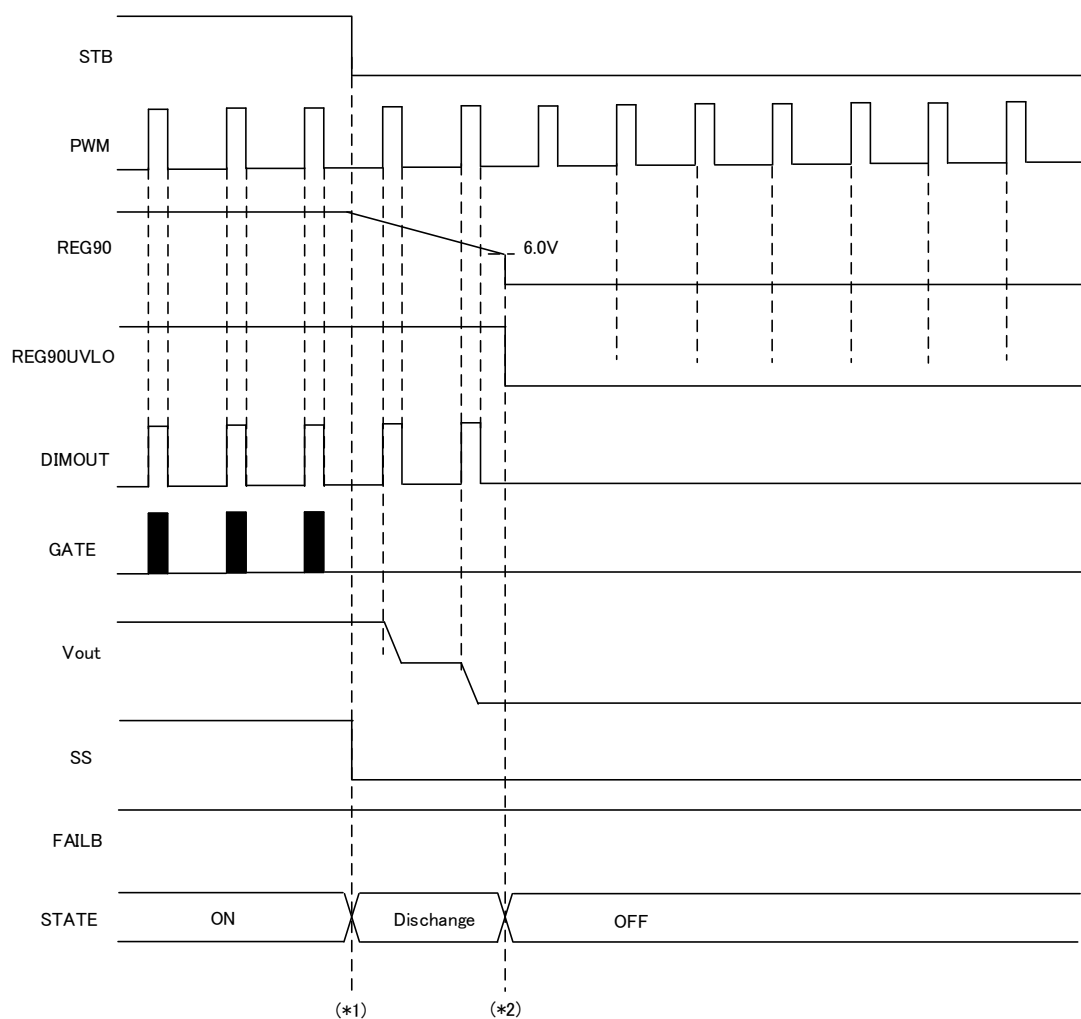 STB
PWM
REG90
6.0V
REG90UVLO
DIMOUT
GATE
Vout
SS
FAILB
STATE
ON
Dischange
OFF
(*1)
(*2)